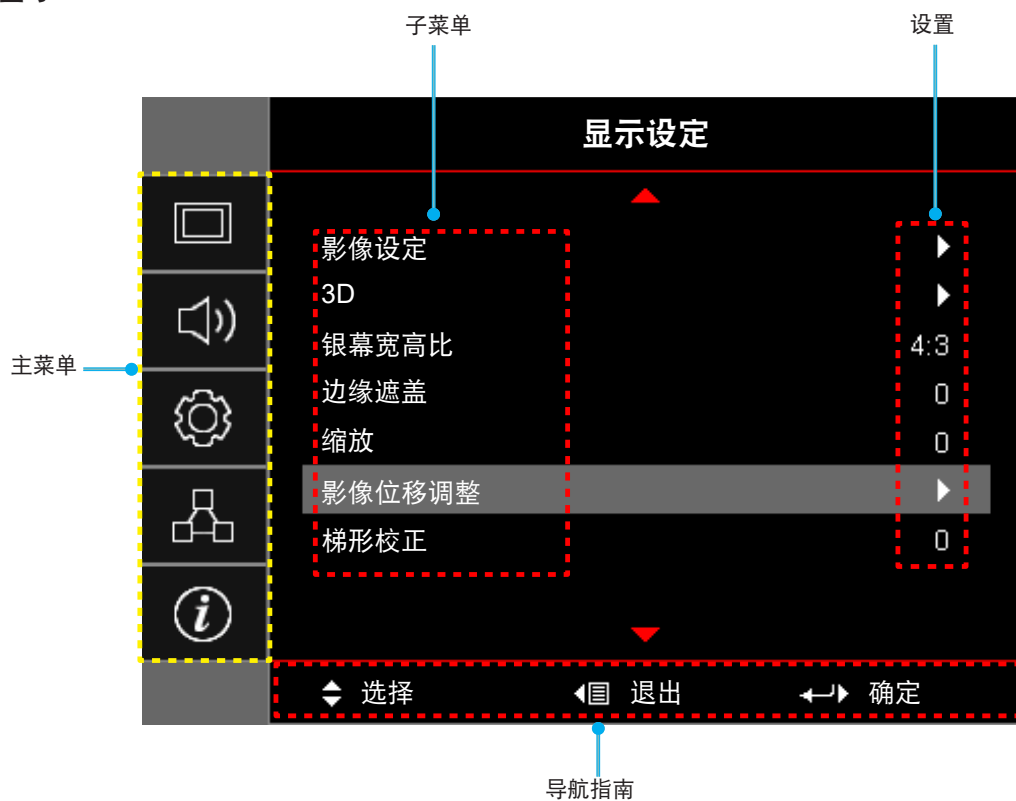 子菜单 设置
显示设定
影像设定
3D
银幕宽高比 4:3
主菜单
边缘遮盖 0
缩放 0
影像位移调整
梯形校正 0
选择 退出 确定
导航指南